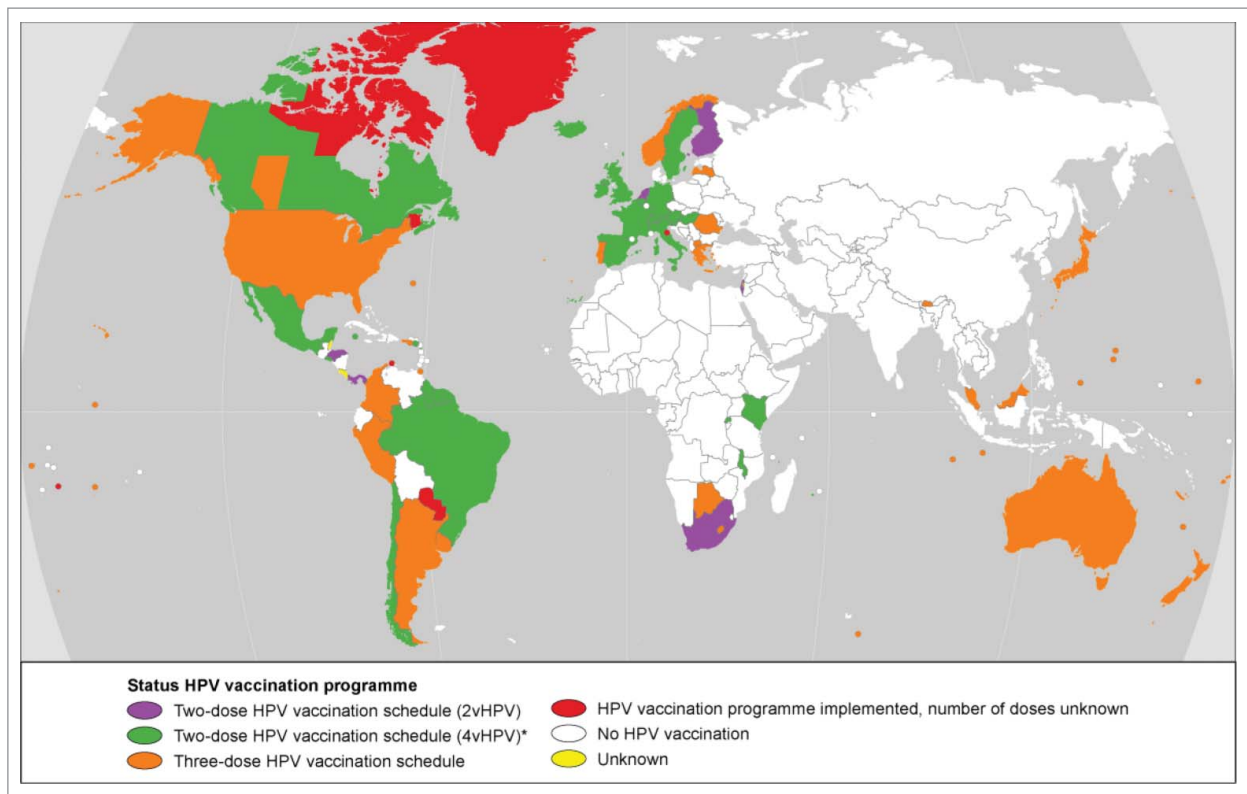 Status HPV vaccination programme
Two-dose HPV vaccination schedule (2vHPV)
Two-dose HPV vaccination schedule (4vHPV)*
Three-dose HPV vaccination schedule
HPV vaccination programme implemented, number of doses unknown
No HPV vaccination
Unknown